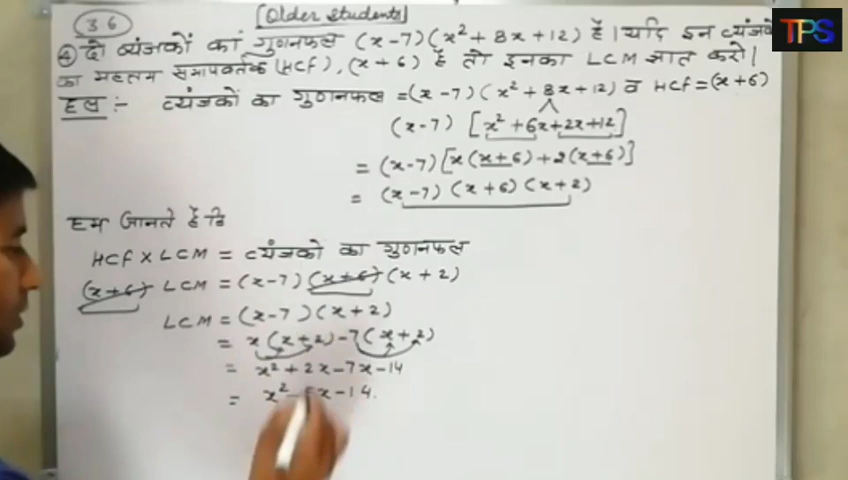 36
[Older students]
TPS
④ दो व्यंजकों का गुणनफल (x-7)(x²+8x+12) है। यदि इन व्यंजकों
का महत्तम समापवर्तक (HCF), (x+6) है तो इनका LCM ज्ञात करो।
हल :- व्यंजकों का गुणनफल =(x-7)(x²+8x+12) व HCF=(x+6)
(x-7) [x²+6x+2x+12]
= (x-7)[x(x+6)+2(x+6)]
= (x-7)(x+6)(x+2)
हम जानते हैं कि
HCF X LCM = व्यंजको का गुणनफल
(x+6) LCM = (x-7)(x+6)(x+2)
LCM = (x-7)(x+2)
= x(x+2)-7(x+2)
= x²+2x-7x-14
= x²-5x-14.